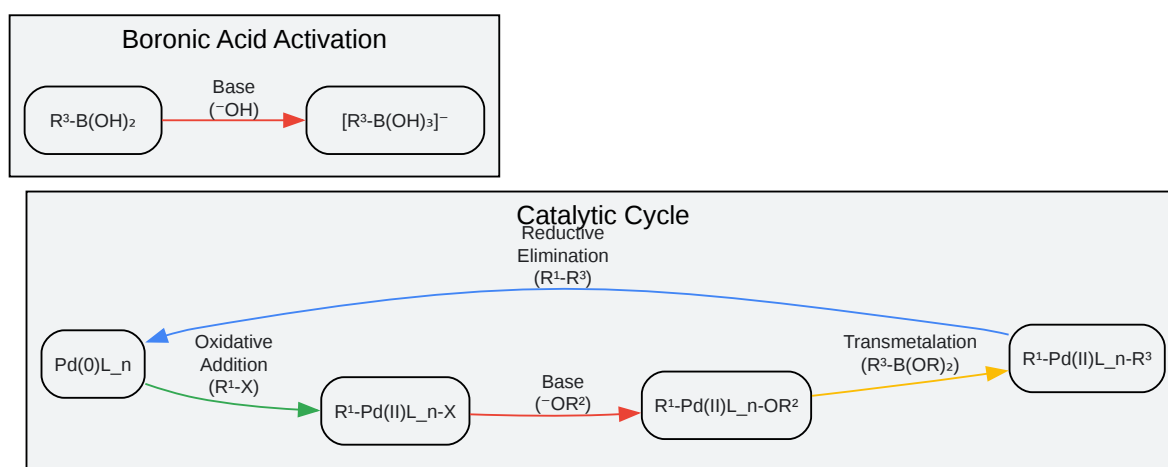 Boronic Acid Activation
Base
(⁻OH)
R³-B(OH)₂
[R³-B(OH)₃]⁻
Catalytic Cycle
Reductive
Elimination
(R¹-R³)
Oxidative
Addition
(R¹-X)
Transmetalation
(R³-B(OR)₂)
Pd(0)L_n
R¹-Pd(II)L_n-R³
Base
(⁻OR²)
R¹-Pd(II)L_n-X
R¹-Pd(II)L_n-OR²